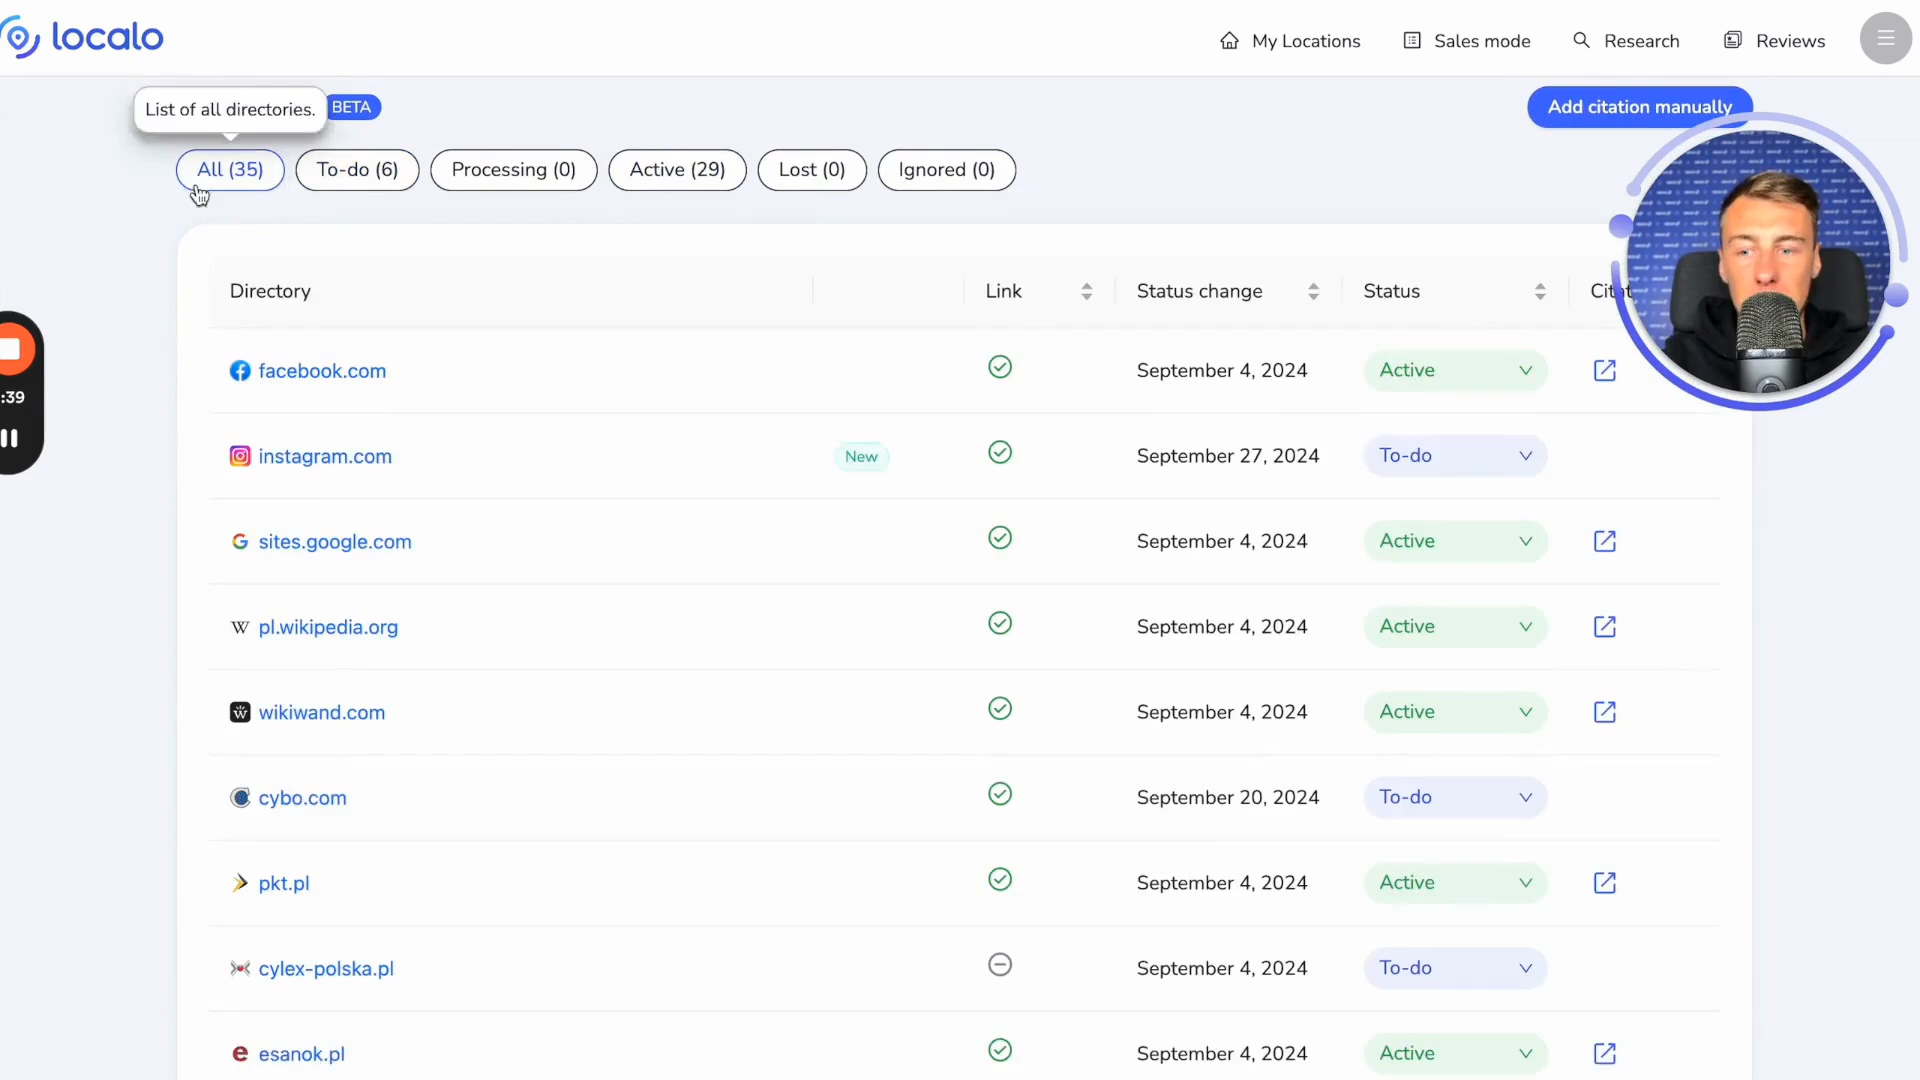 localo
My Locations
Sales mode
Research
Reviews
List of all directories.
BETA
Add citation manually
All (35)
To-do (6)
Processing (0)
Active (29)
Lost (0)
Ignored (0)
Directory
Link
Status change
Status
Citat
facebook.com
September 4, 2024
Active
:39
instagram.com
New
September 27, 2024
To-do
sites.google.com
September 4, 2024
Active
pl.wikipedia.org
September 4, 2024
Active
wikiwand.com
September 4, 2024
Active
cybo.com
September 20, 2024
To-do
pkt.pl
September 4, 2024
Active
cylex-polska.pl
September 4, 2024
To-do
esanok.pl
September 4, 2024
Active